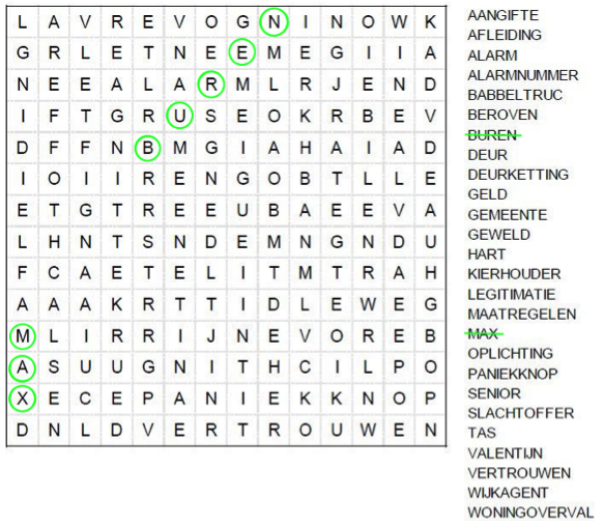 L A V R E V O G N I N O W K
G R L E T N E E M E G I I A
N E E A L A R M L R J E N D
I F T G R U S E O K R B E V
D F F N B M G I A H A I A D
I O I I R E N G O B T L L E
E T G T R E E U B A E E V A
L H N T S N D E M N G N D U
F C A E T E L I T M T R A H
A A A K R T T I D L E W E G
M L I R R I J N E V O R E B
A S U U G N I T H C I L P O
X E C E P A N I E K K N O P
D N L D V E R T R O U W E N
AANGIFTE
AFLEIDING
ALARM
ALARMNUMMER
BABBELTRUC
BEROVEN
BUREN
DEUR
DEURKETTING
GELD
GEMEENTE
GEWELD
HART
KIERHOUDER
LEGITIMATIE
MAATREGELEN
MAX
OPLICHTING
PANIEKKNOP
SENIOR
SLACHTOFFER
TAS
VALENTIJN
VERTROUWEN
WIJKAGENT
WONINGOVERVAL